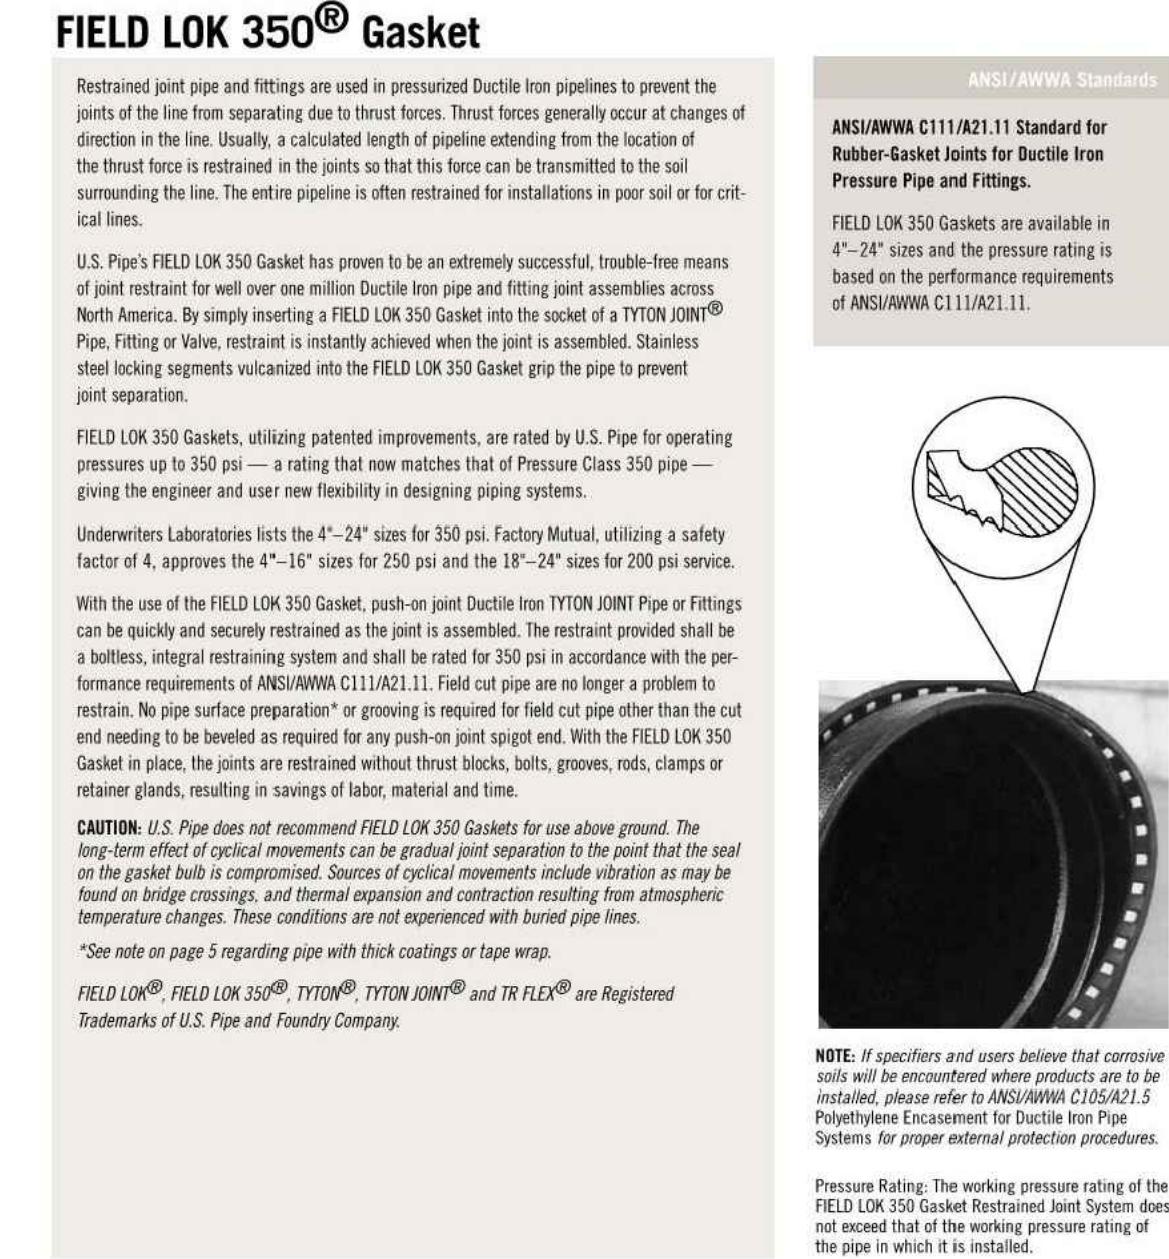 FIELD LOK 350® Gasket
Restrained joint pipe and fittings are used in pressurized Ductile Iron pipelines to prevent the
joints of the line from separating due to thrust forces. Thrust forces generally occur at changes of
direction in the line. Usually, a calculated length of pipeline extending from the location of
the thrust force is restrained in the joints so that this force can be transmitted to the soil
surrounding the line. The entire pipeline is often restrained for installations in poor soil or for crit-
ical lines.
U.S. Pipe's FIELD LOK 350 Gasket has proven to be an extremely successful, trouble-free means
of joint restraint for well over one million Ductile Iron pipe and fitting joint assemblies across
North America. By simply inserting a FIELD LOK 350 Gasket into the socket of a TYTON JOINT®
Pipe, Fitting or Valve, restraint is instantly achieved when the joint is assembled. Stainless
steel locking segments vulcanized into the FIELD LOK 350 Gasket grip the pipe to prevent
joint separation.
FIELD LOK 350 Gaskets, utilizing patented improvements, are rated by U.S. Pipe for operating
pressures up to 350 psi — a rating that now matches that of Pressure Class 350 pipe —
giving the engineer and user new flexibility in designing piping systems.
Underwriters Laboratories lists the 4"–24" sizes for 350 psi. Factory Mutual, utilizing a safety
factor of 4, approves the 4"–16" sizes for 250 psi and the 18"–24" sizes for 200 psi service.
With the use of the FIELD LOK 350 Gasket, push-on joint Ductile Iron TYTON JOINT Pipe or Fittings
can be quickly and securely restrained as the joint is assembled. The restraint provided shall be
a boltless, integral restraining system and shall be rated for 350 psi in accordance with the per-
formance requirements of ANSI/AWWA C111/A21.11. Field cut pipe are no longer a problem to
restrain. No pipe surface preparation* or grooving is required for field cut pipe other than the cut
end needing to be beveled as required for any push-on joint spigot end. With the FIELD LOK 350
Gasket in place, the joints are restrained without thrust blocks, bolts, grooves, rods, clamps or
retainer glands, resulting in savings of labor, material and time.
CAUTION: U.S. Pipe does not recommend FIELD LOK 350 Gaskets for use above ground. The
long-term effect of cyclical movements can be gradual joint separation to the point that the seal
on the gasket bulb is compromised. Sources of cyclical movements include vibration as may be
found on bridge crossings, and thermal expansion and contraction resulting from atmospheric
temperature changes. These conditions are not experienced with buried pipe lines.
*See note on page 5 regarding pipe with thick coatings or tape wrap.
FIELD LOK®, FIELD LOK 350®, TYTON®, TYTON JOINT® and TR FLEX® are Registered
Trademarks of U.S. Pipe and Foundry Company.
ANSI/AWWA Standards
ANSI/AWWA C111/A21.11 Standard for
Rubber-Gasket Joints for Ductile Iron
Pressure Pipe and Fittings.
FIELD LOK 350 Gaskets are available in
4"–24" sizes and the pressure rating is
based on the performance requirements
of ANSI/AWWA C111/A21.11.
NOTE: If specifiers and users believe that corrosive
soils will be encountered where products are to be
installed, please refer to ANSI/AWWA C105/A21.5
Polyethylene Encasement for Ductile Iron Pipe
Systems for proper external protection procedures.
Pressure Rating: The working pressure rating of the
FIELD LOK 350 Gasket Restrained Joint System does
not exceed that of the working pressure rating of
the pipe in which it is installed.